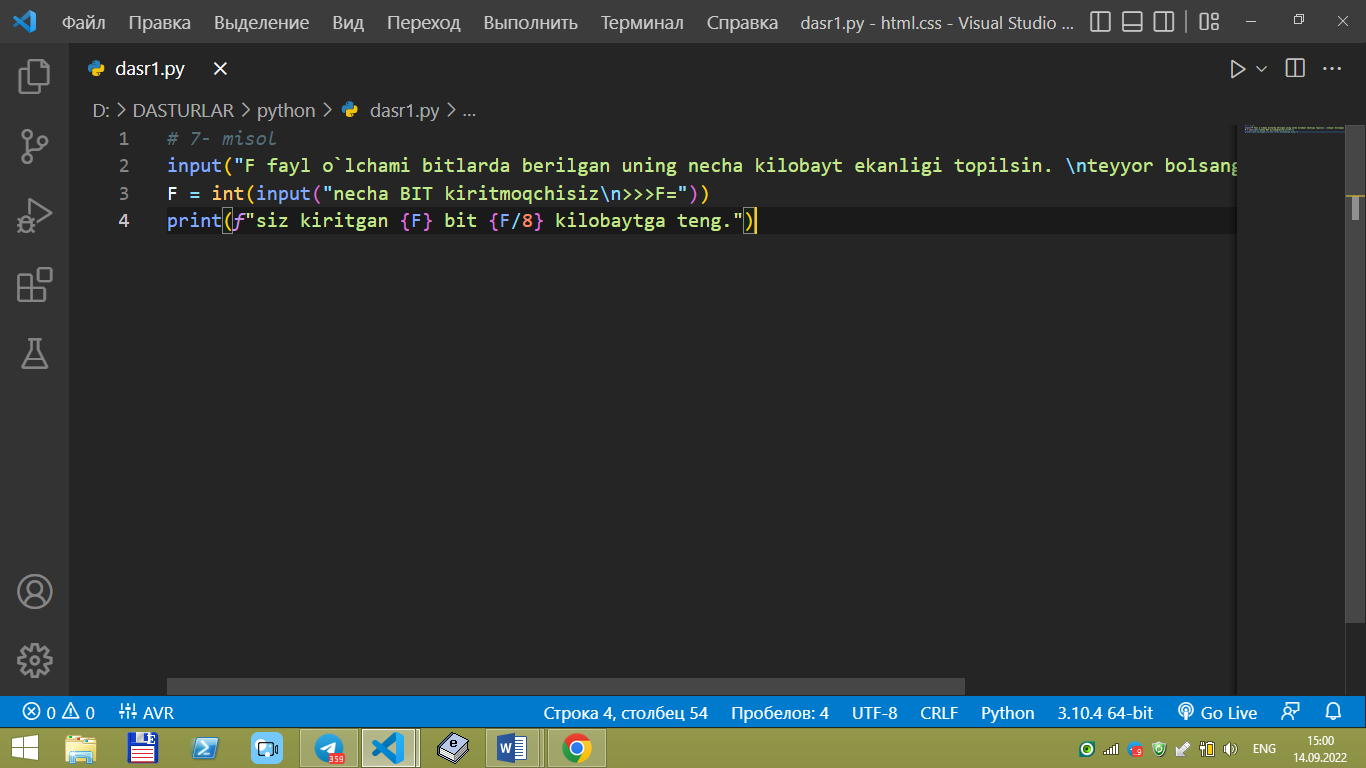 Файл Правка Выделение Вид Переход Выполнить Терминал Справка dasr1.py - html.css - Visual Studio ...
dasr1.py
D: > DASTURLAR > python > dasr1.py > ...
1 # 7- misol
2 input("F fayl o`lchami bitlarda berilgan uning necha kilobayt ekanligi topilsin. \nteyyor bolsang
3 F = int(input("necha BIT kiritmoqchisiz\n>>>F="))
4 print(f"siz kiritgan {F} bit {F/8} kilobaytga teng.")
0 0 AVR Строка 4, столбец 54 Пробелов: 4 UTF-8 CRLF Python 3.10.4 64-bit Go Live
359 ENG 15:00
14.09.2022